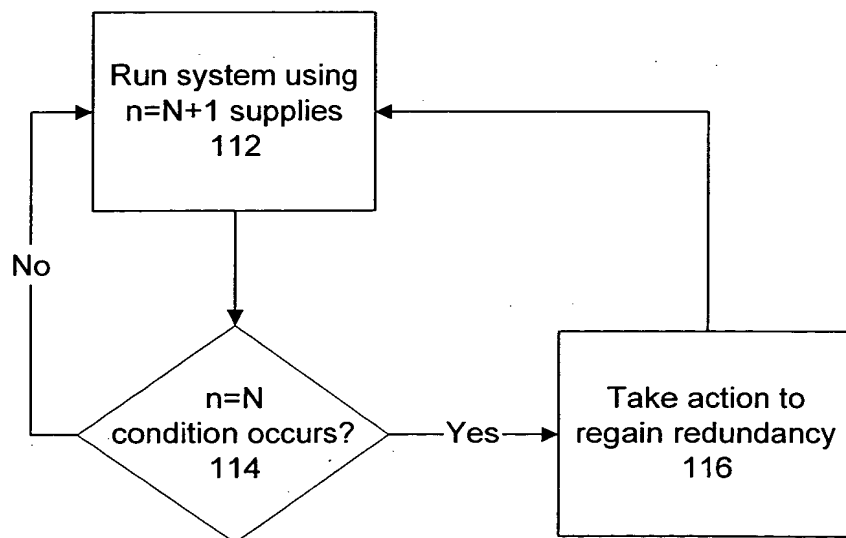 Run system using
n=N+1 supplies
112
No
n=N
condition occurs?
114
Yes
Take action to
regain redundancy
116